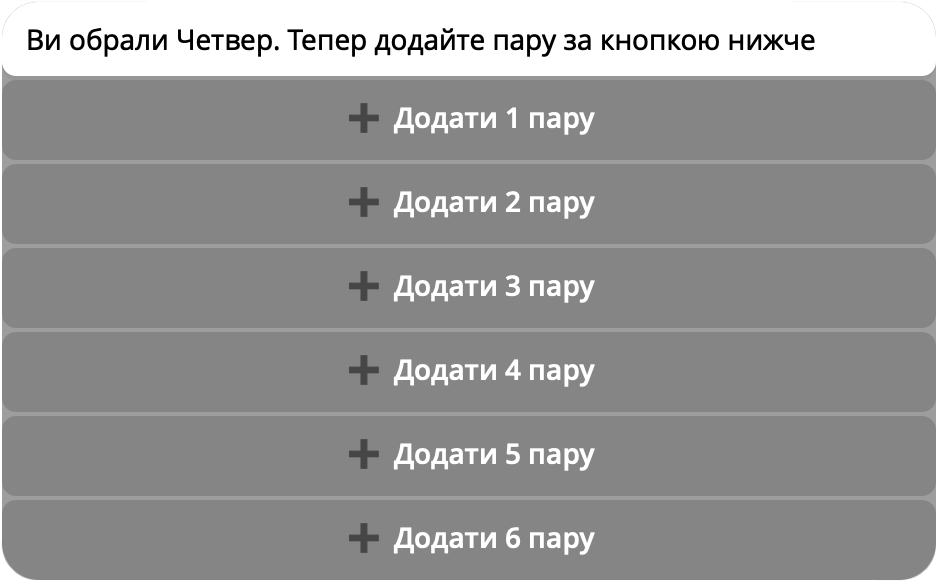 Ви обрали Четвер. Тепер додайте пару за кнопкою нижче
➕ Додати 1 пару
➕ Додати 2 пару
➕ Додати 3 пару
➕ Додати 4 пару
➕ Додати 5 пару
➕ Додати 6 пару